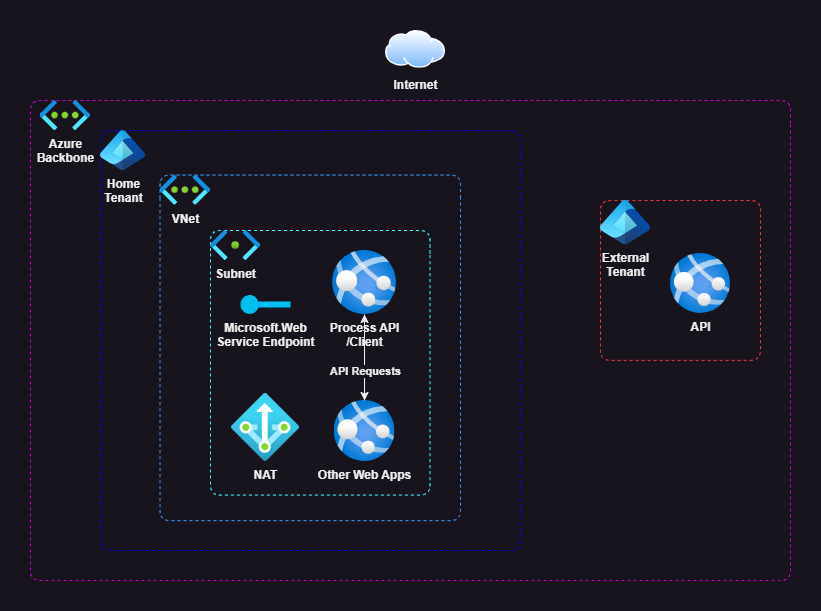 Internet
Azure
Backbone
Home
Tenant
VNet
Subnet
Microsoft.Web
Service Endpoint
Process API
/Client
API Requests
NAT
Other Web Apps
External
Tenant
API